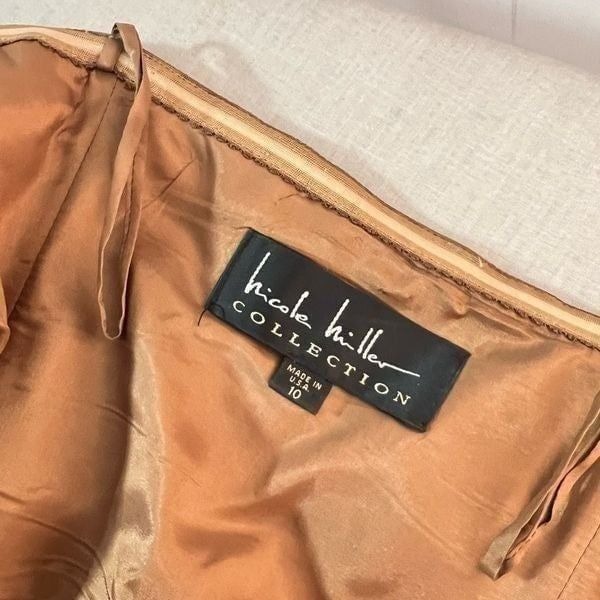 nicole miller
COLLECTION
MADE IN
U.S.A.
10